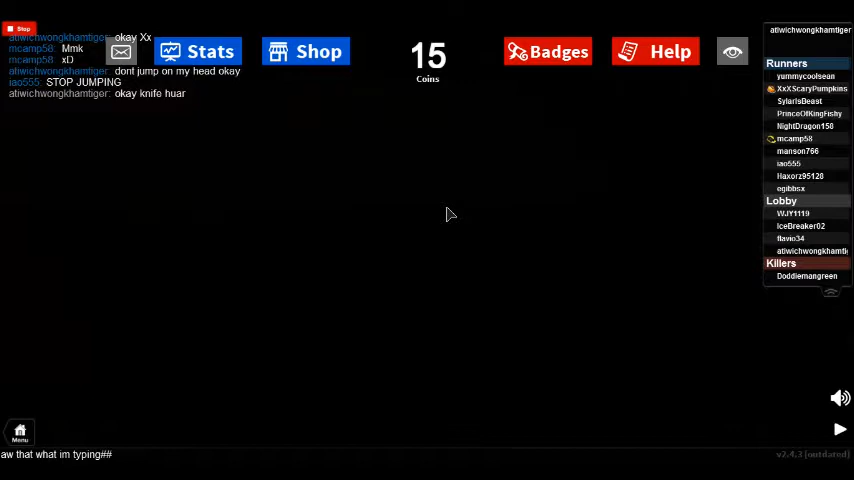 Stop
atiwichwongkhamtiger: okay Xx
mcamp58: Mmk
mcamp58: xD
atiwichwongkhamtiger: dont jump on my head okay
iao555: STOP JUMPING
atiwichwongkhamtiger: okay knife huar
Stats
Shop
15
Coins
Badges
Help
atiwichwongkhamtiger
Runners
yummycoolsean
XxXScaryPumpkins
SylarIsBeast
PrinceOfKingFishy
NightDragon158
mcamp58
manson766
iao555
Haxorz95128
egibbsx
Lobby
WJY1119
IceBreaker02
flavio34
atiwichwongkhamti
Killers
Doddiemangreen
Menu
aw that what im typing##
v2.4.3 [outdated]